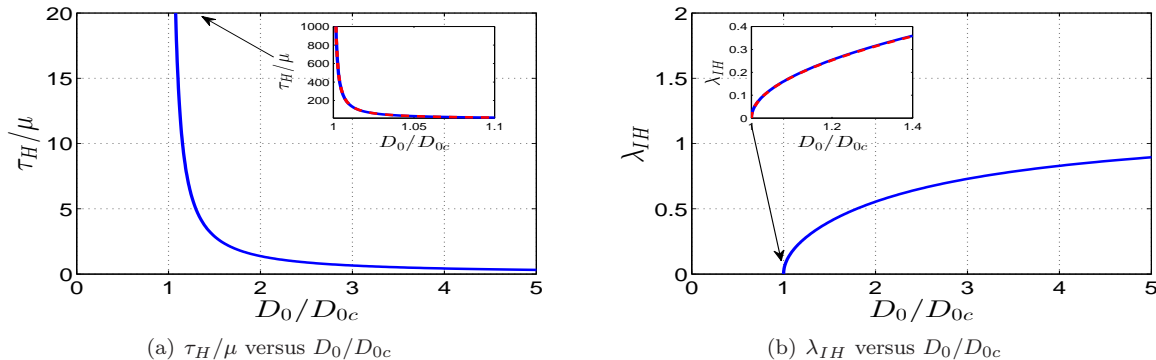 20
15
10
5
0
τ_H/μ
0 1 2 3 4 5
D_0/D_{0c}
1000
800
600
400
200
τ_H/μ
1 1.05 1.1
D_0/D_{0c}
(a) τ_H/μ versus D_0/D_{0c}
2
1.5
1
0.5
0
λ_{IH}
0 1 2 3 4 5
D_0/D_{0c}
0.4
0.3
0.2
0.1
0
λ_{IH}
1 1.2 1.4
D_0/D_{0c}
(b) λ_{IH} versus D_0/D_{0c}